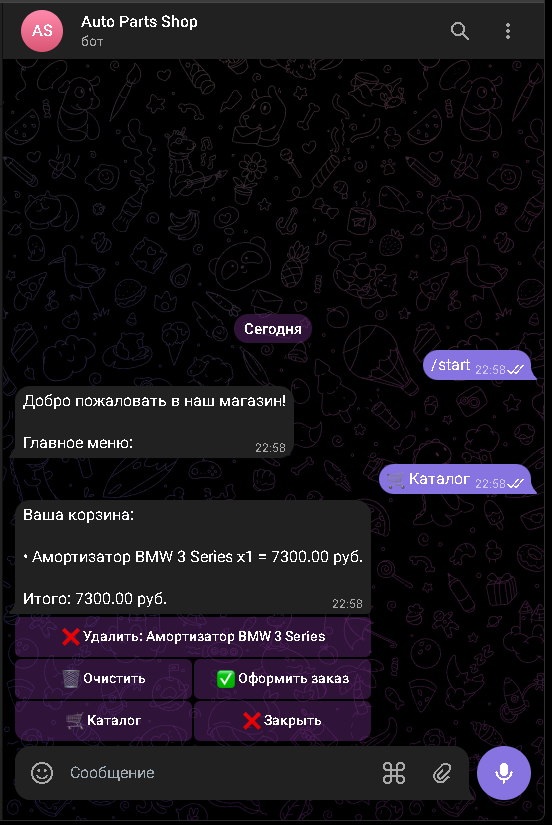 AS
Auto Parts Shop
бот
Сегодня
/start 22:58
Добро пожаловать в наш магазин!
Главное меню:
22:58
Каталог 22:58
Ваша корзина:
• Амортизатор BMW 3 Series x1 = 7300.00 руб.
Итого: 7300.00 руб.
22:58
Удалить: Амортизатор BMW 3 Series
Очистить
Оформить заказ
Каталог
Закрыть
Сообщение